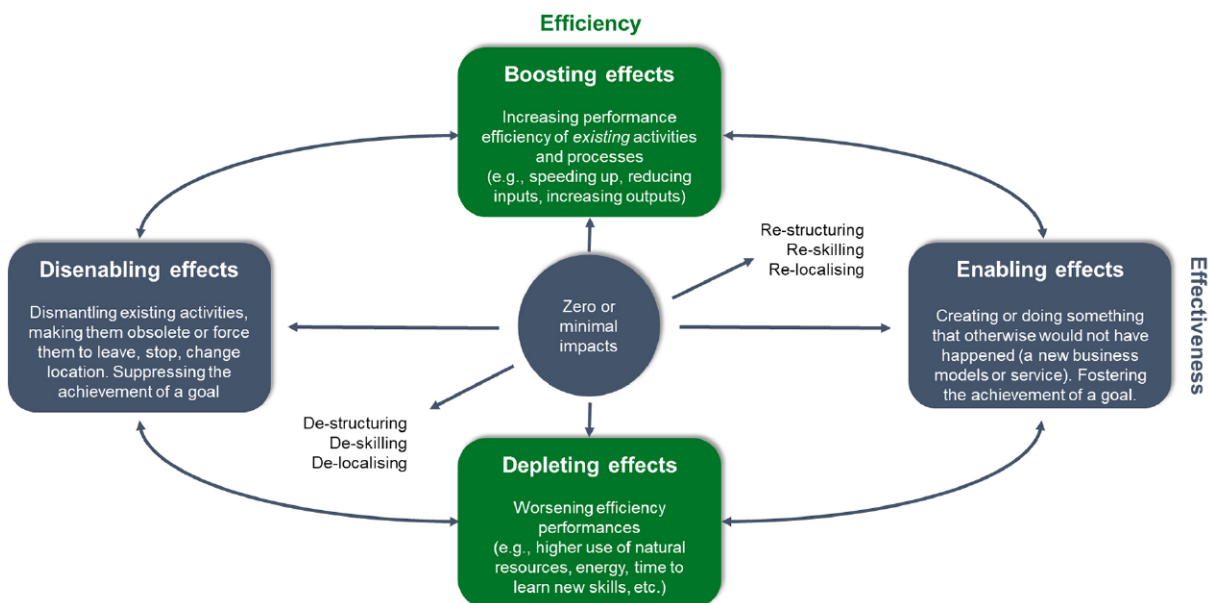 Efficiency
Boosting effects
Increasing performance
efficiency of existing activities
and processes
(e.g., speeding up, reducing
inputs, increasing outputs)
Re-structuring
Re-skilling
Re-localising
Disenabling effects
Dismantling existing activities,
making them obsolete or force
them to leave, stop, change
location. Suppressing the
achievement of a goal
Zero or
minimal
impacts
Enabling effects
Creating or doing something
that otherwise would not have
happened (a new business
models or service). Fostering
the achievement of a goal.
Effectiveness
De-structuring
De-skilling
De-localising
Depleting effects
Worsening efficiency
performances
(e.g., higher use of natural
resources, energy, time to
learn new skills, etc.)